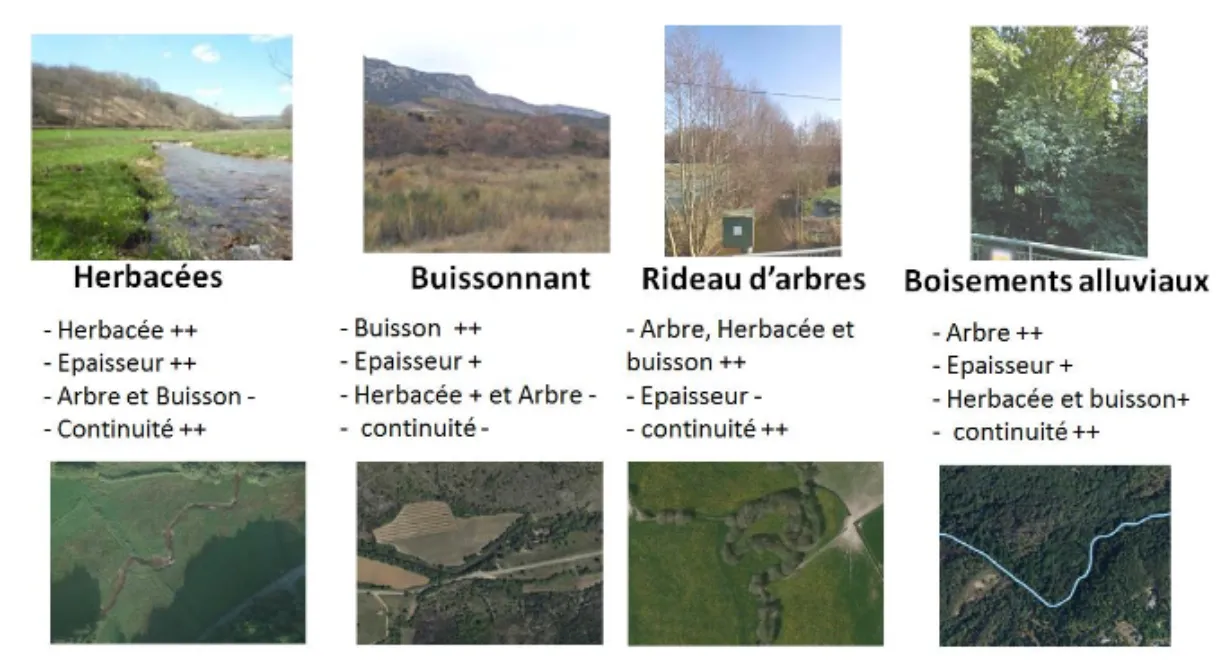 Herbacées
- Herbacée ++
- Epaisseur ++
- Arbre et Buisson -
- Continuité ++
Buissonnant
- Buisson ++
- Epaisseur +
- Herbacée + et Arbre -
- continuité -
Rideau d'arbres
- Arbre, Herbacée et
buisson ++
- Epaisseur -
- continuité ++
Boisements alluviaux
- Arbre ++
- Epaisseur +
- Herbacée et buisson+
- continuité ++